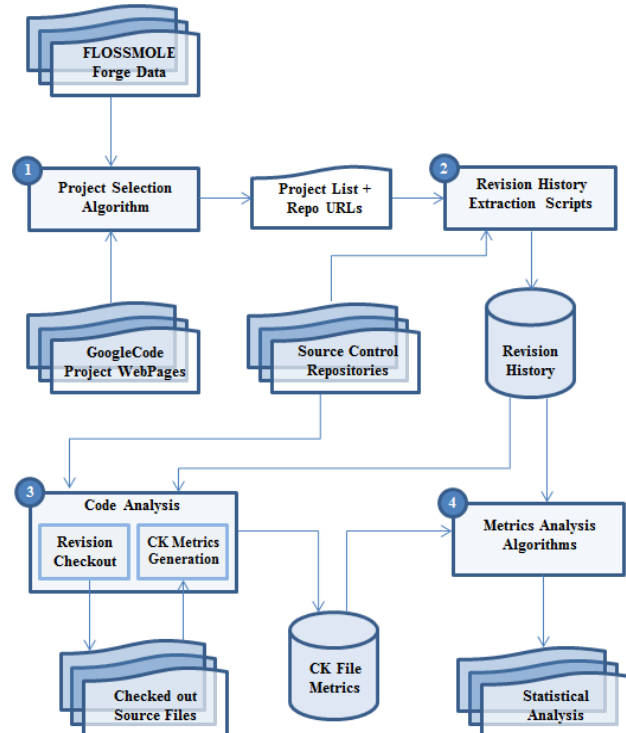 FLOSSMOLE
Forge Data
1
Project Selection
Algorithm
Project List +
Repo URLs
2
Revision History
Extraction Scripts
GoogleCode
Project WebPages
Source Control
Repositories
Revision
History
3
Code Analysis
Revision
Checkout
CK Metrics
Generation
4
Metrics Analysis
Algorithms
Checked out
Source Files
CK File
Metrics
Statistical
Analysis